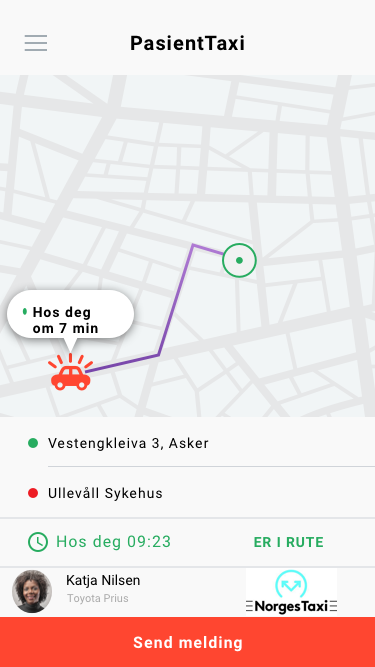 PasientTaxi
Hos deg
om 7 min
Vestengkleiva 3, Asker
Ullevåll Sykehus
Hos deg 09:23 ER I RUTE
Katja Nilsen
Toyota Prius
NorgesTaxi
Send melding